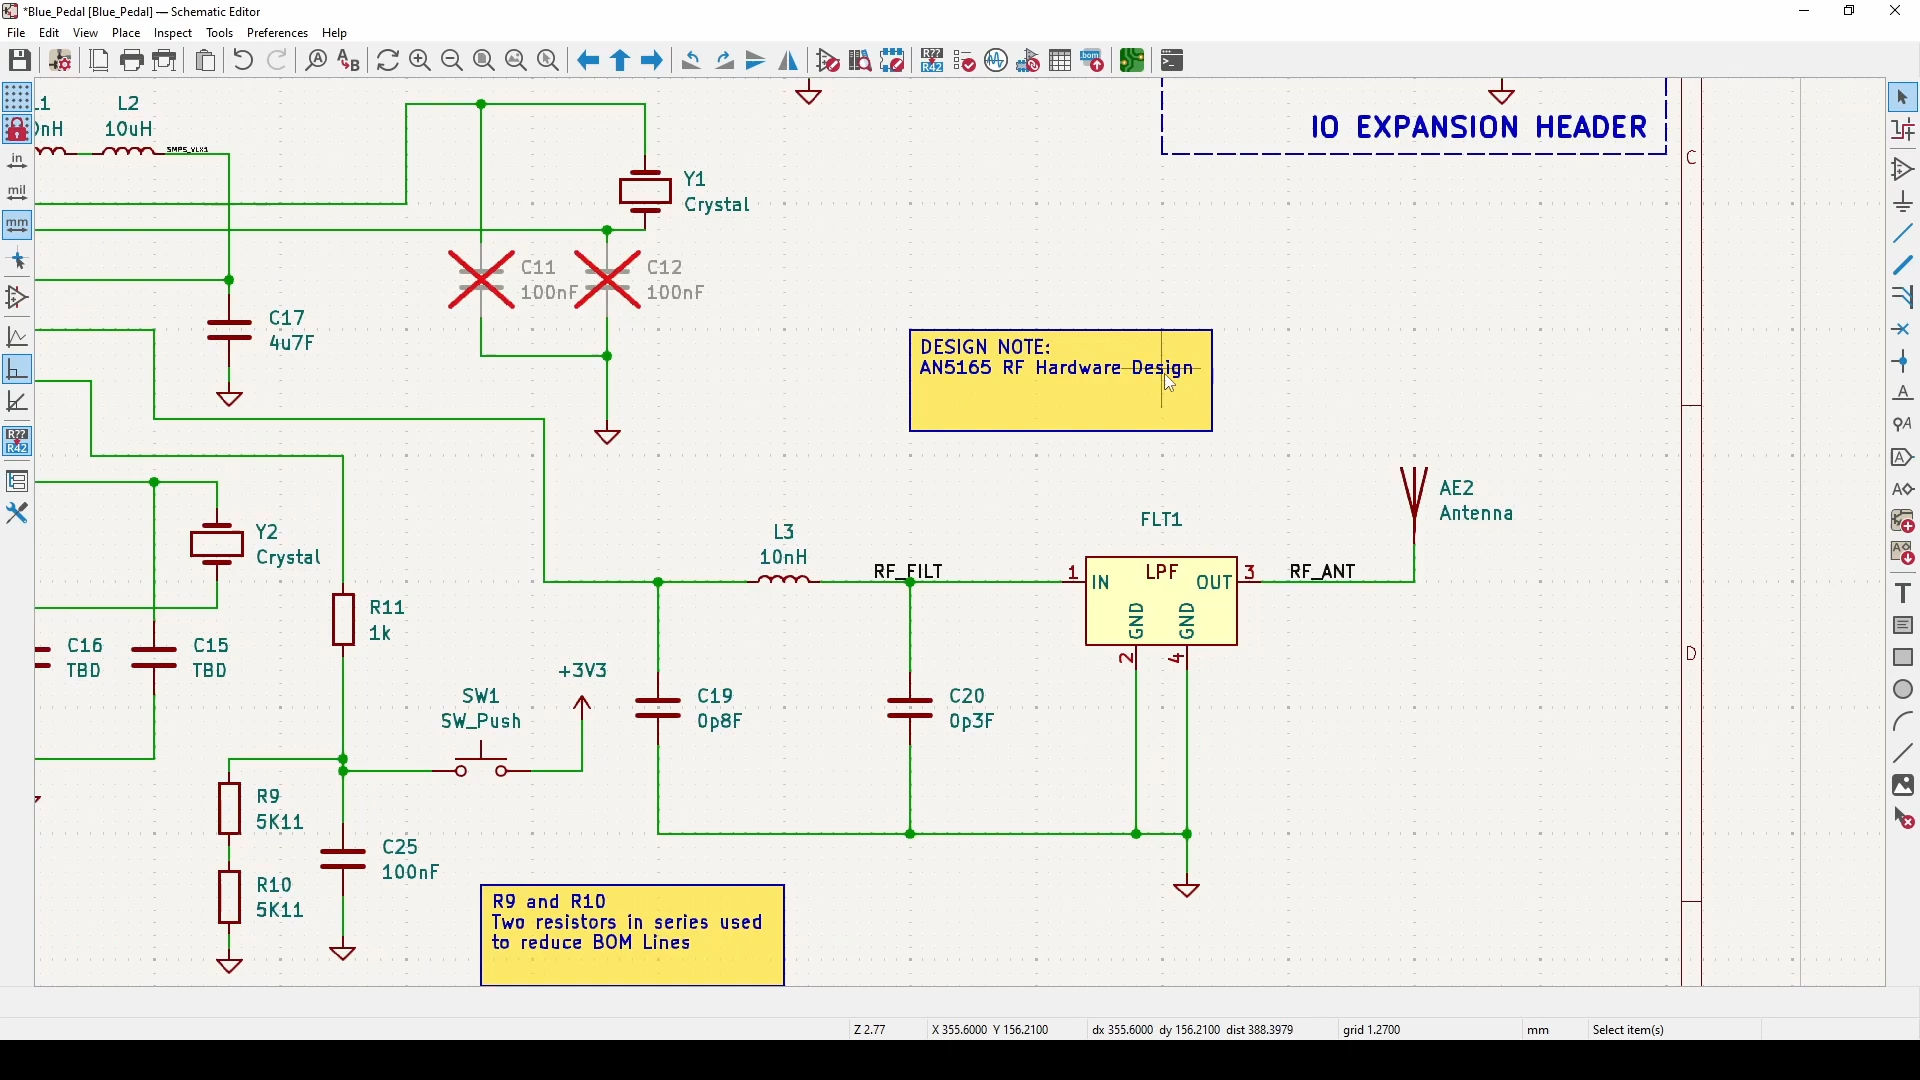 *Blue_Pedal [Blue_Pedal] — Schematic Editor
File Edit View Place Inspect Tools Preferences Help
in
mil
mm
R??
R42
L2
10uH
SMPS_VLX1
IO EXPANSION HEADER
C
Y1
Crystal
C11
100nF
C12
100nF
C17
4u7F
DESIGN NOTE:
AN5165 RF Hardware Design
AE2
Antenna
Y2
Crystal
L3
10nH
FLT1
RF_FILT
1
IN
LPF
OUT
3
RF_ANT
GND
GND
2
4
R11
1k
C16
TBD
C15
TBD
D
+3V3
SW1
SW_Push
C19
0p8F
C20
0p3F
R9
5K11
C25
100nF
R10
5K11
R9 and R10
Two resistors in series used
to reduce BOM Lines
Z 2.77 X 355.6000 Y 156.2100 dx 355.6000 dy 156.2100 dist 388.3979 grid 1.2700 mm Select item(s)